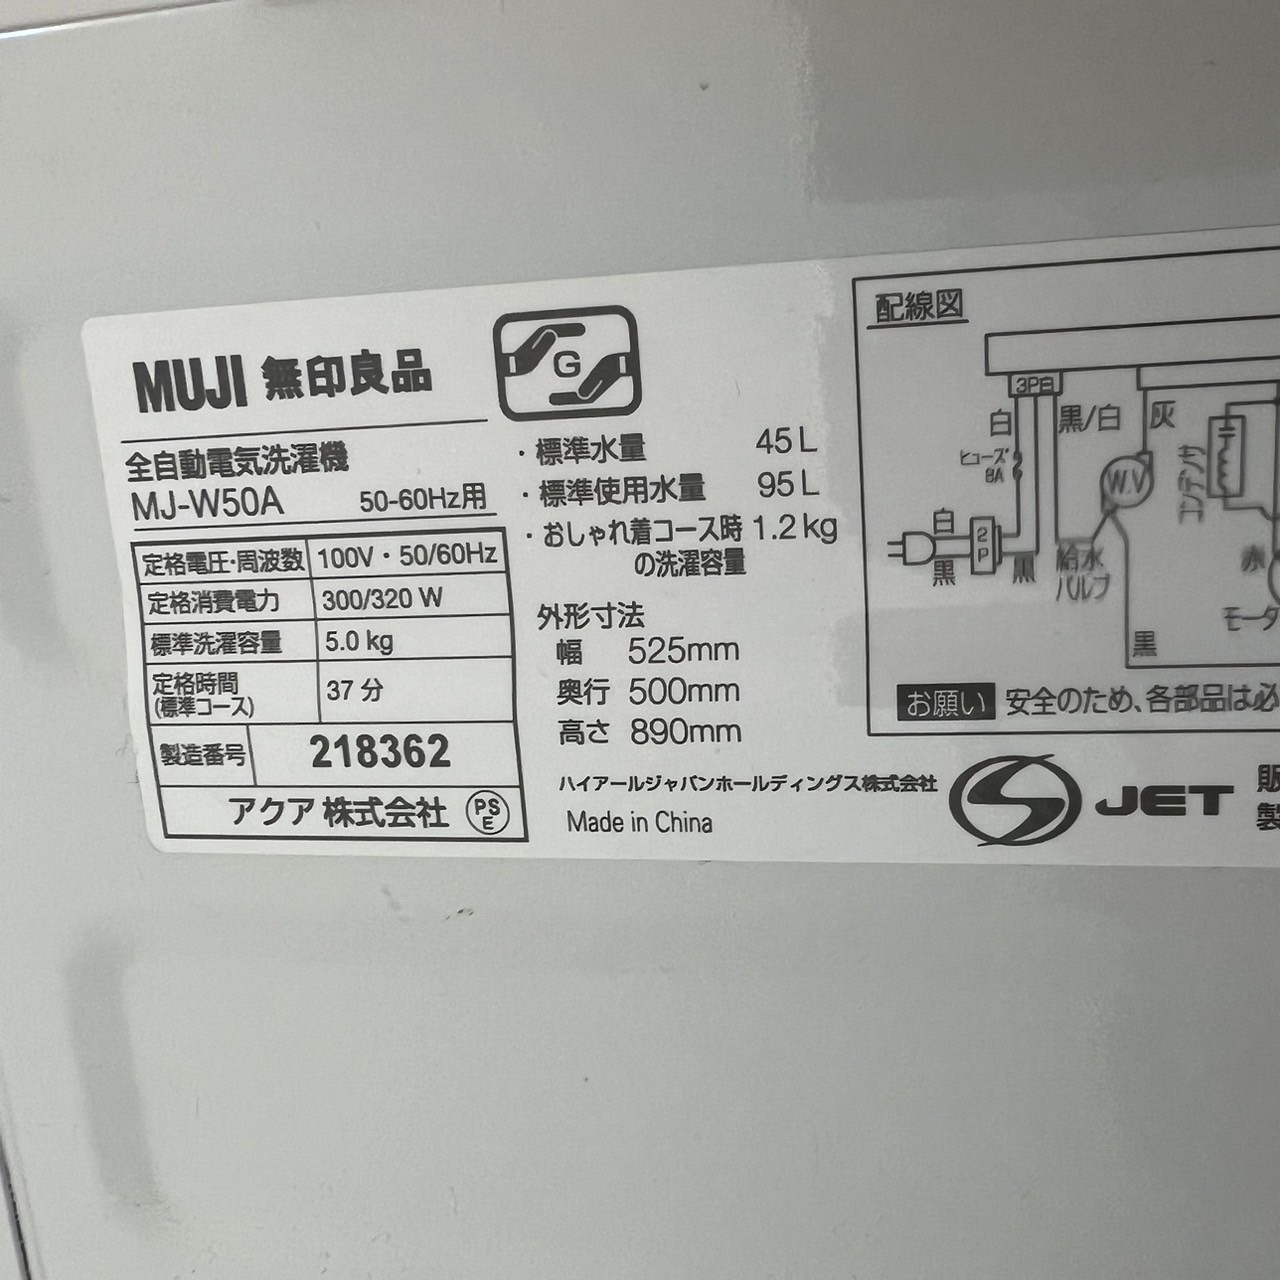 MUJI 無印良品
全自動電気洗濯機
MJ-W50A 50-60Hz用
定格電圧・周波数 100V・50/60Hz
定格消費電力 300/320 W
標準洗濯容量 5.0 kg
定格時間 37 分
(標準コース)
製造番号 218362
アクア 株式会社 PSE
G
・標準水量 45L
・標準使用水量 95L
・おしゃれ着コース時 1.2kg
の洗濯容量
外形寸法
幅 525mm
奥行 500mm
高さ 890mm
ハイアールジャパンホールディングス株式会社
Made in China
S JET
販
製
配線図
3P白
白
黒/白
灰
ヒューズ
8A
W.V
コンデンサ
白
2P
黒
黒
給水
バルブ
赤
モータ
黒
お願い 安全のため、各部品は必